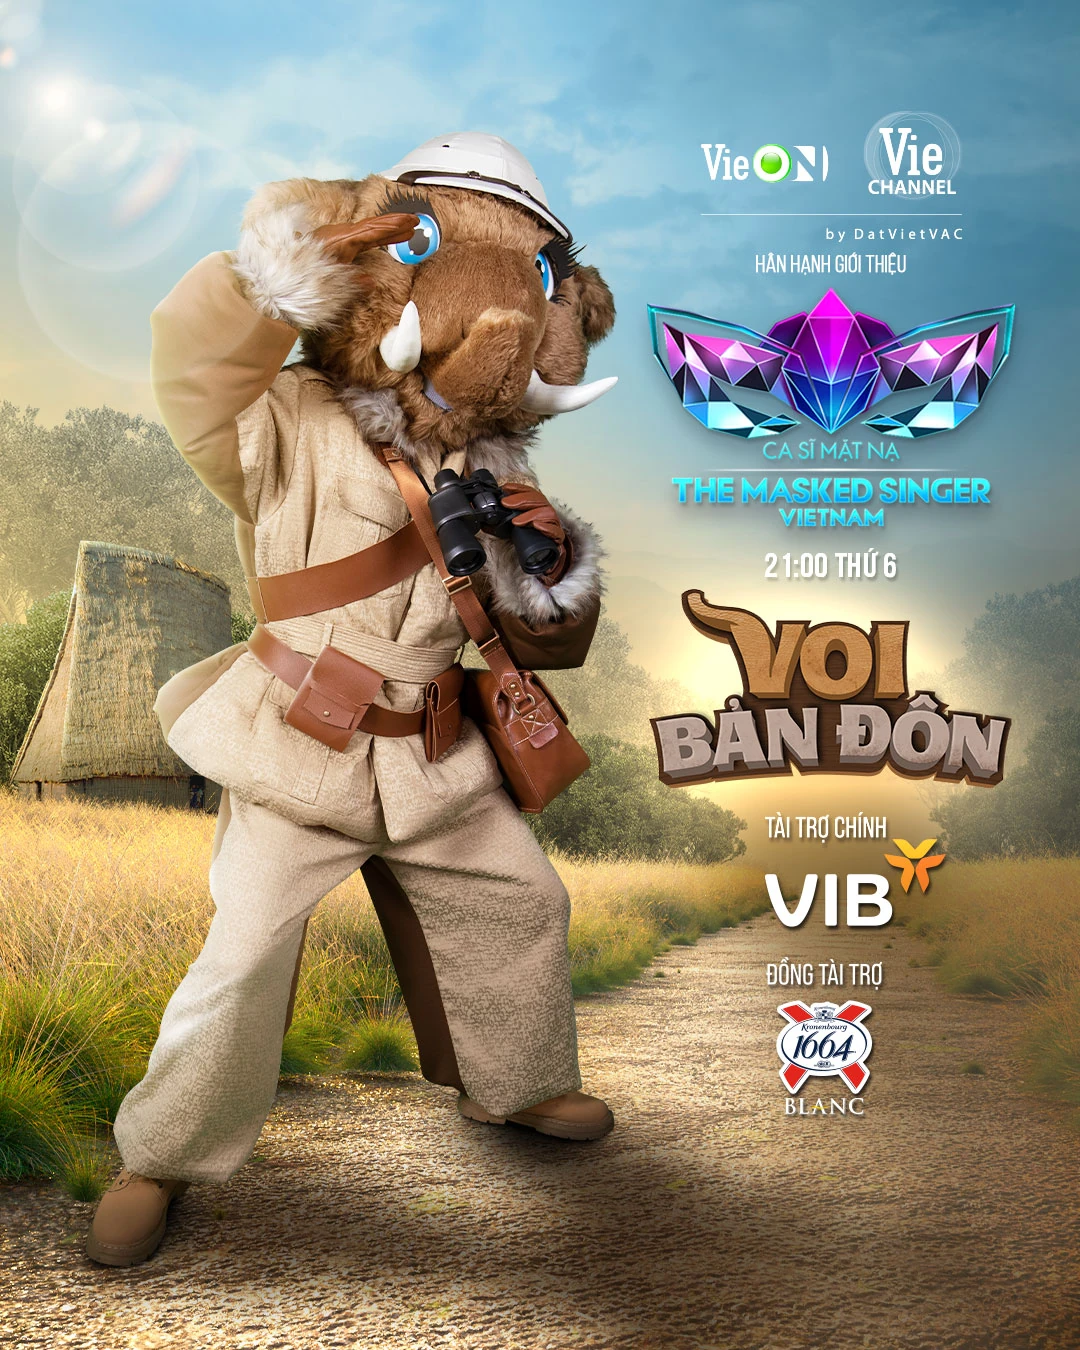 VieON
Vie
CHANNEL
by DatVietVAC
HÂN HẠNH GIỚI THIỆU
CA SĨ MẶT NẠ
THE MASKED SINGER
VIETNAM
21:00 THỨ 6
VOI
BẢN ĐÔN
TÀI TRỢ CHÍNH
VIB
ĐỒNG TÀI TRỢ
Kronenbourg
1664
BLANC